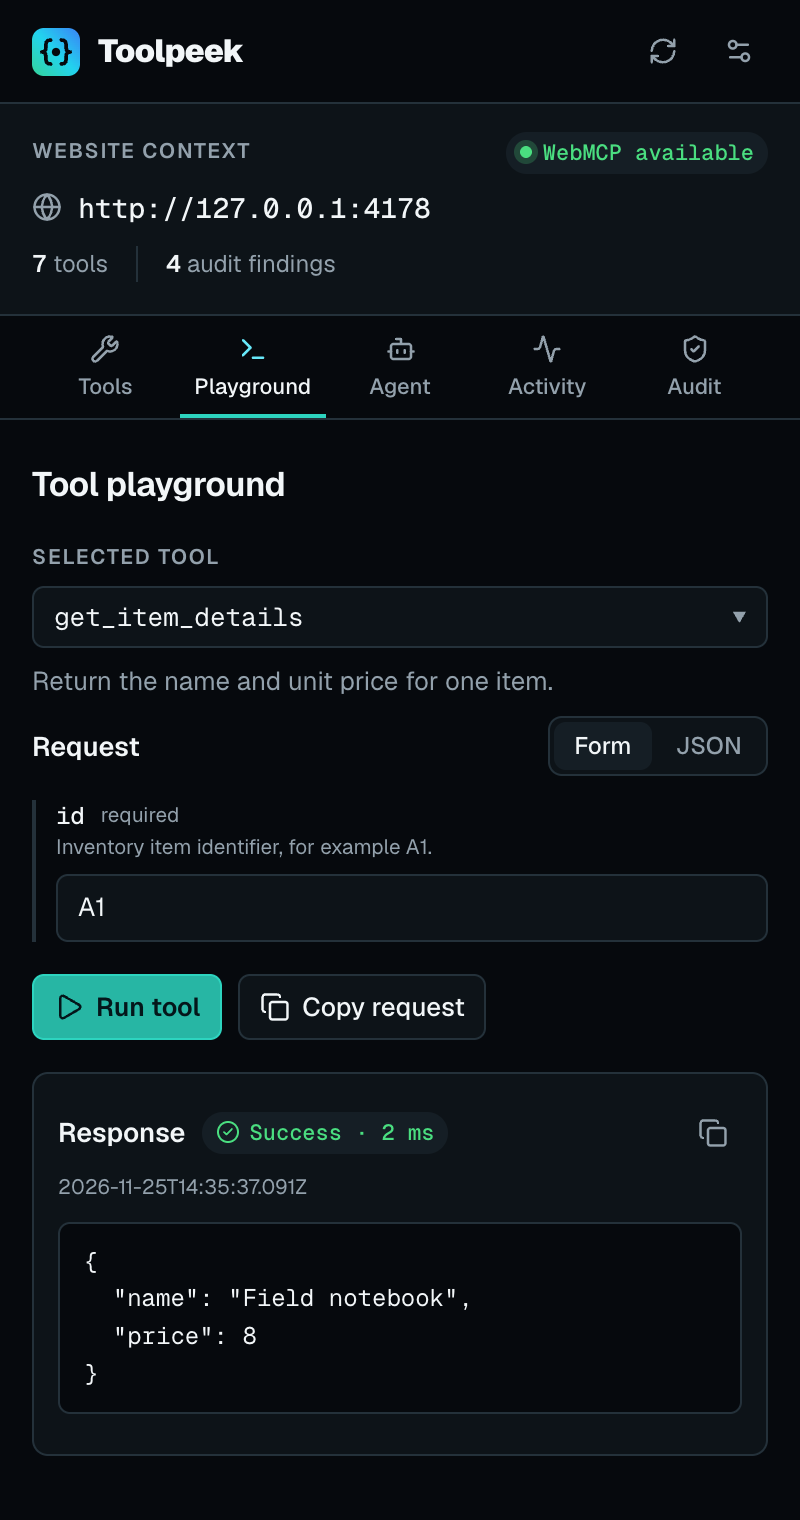 Toolpeek
WEBSITE CONTEXT
WebMCP available
http://127.0.0.1:4178
7 tools
4 audit findings
Tools
Playground
Agent
Activity
Audit
Tool playground
SELECTED TOOL
get_item_details
Return the name and unit price for one item.
Request
Form
JSON
id required
Inventory item identifier, for example A1.
A1
Run tool
Copy request
Response
Success · 2 ms
2026-11-25T14:35:37.091Z
{
  "name": "Field notebook",
  "price": 8
}